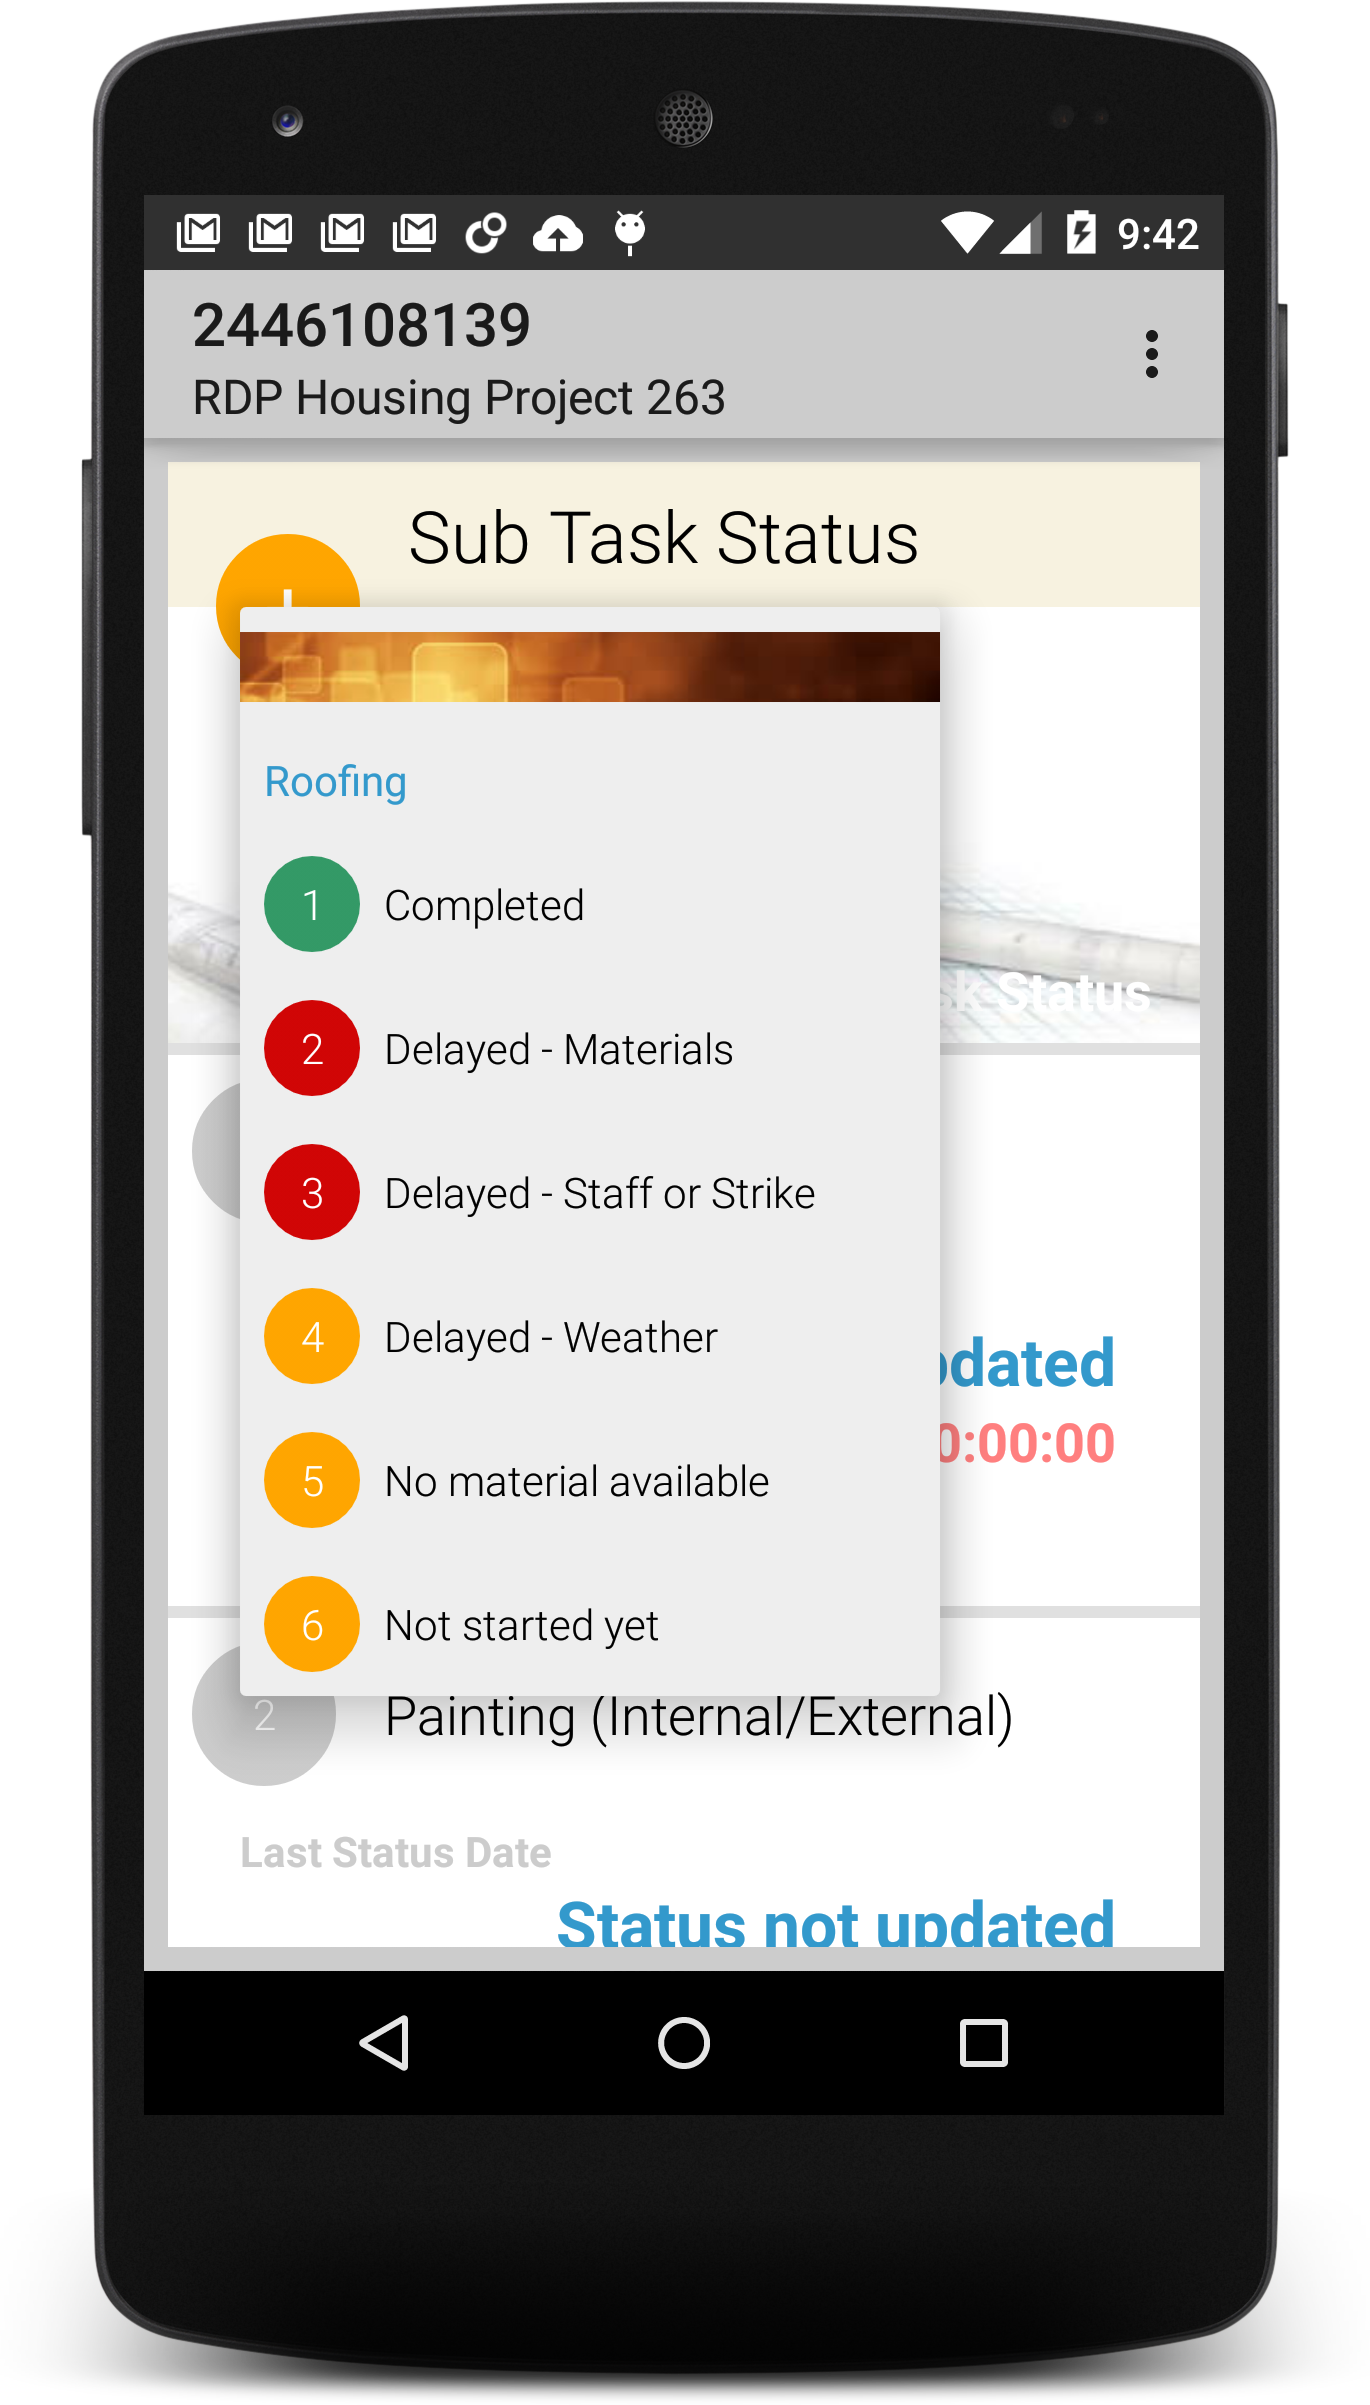 9:42
2446108139
RDP Housing Project 263
Sub Task Status
Roofing
1 Completed
2 Delayed - Materials
3 Delayed - Staff or Strike
4 Delayed - Weather
5 No material available
6 Not started yet
Status
0:00:00
2 Painting (Internal/External)
Last Status Date
Status not updated